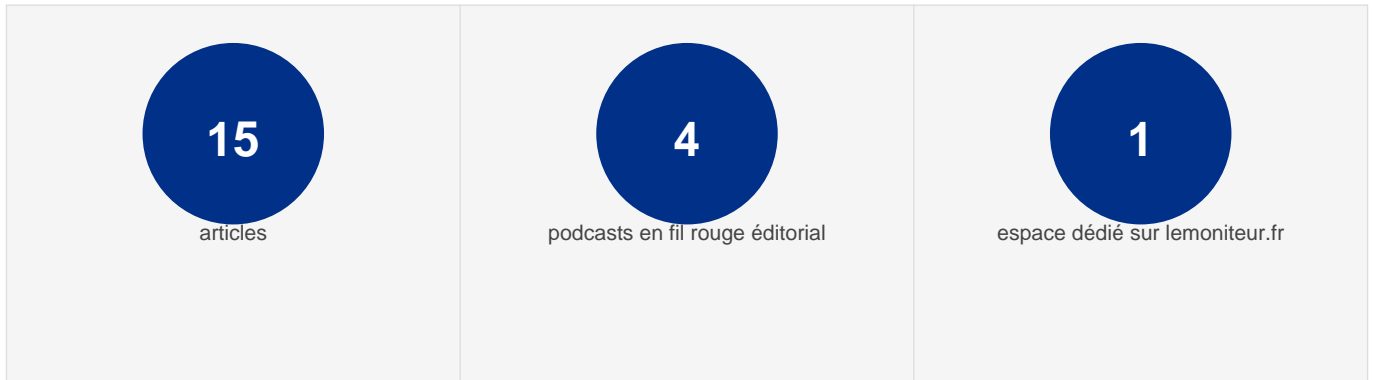 15
articles
4
podcasts en fil rouge éditorial
1
espace dédié sur lemoniteur.fr